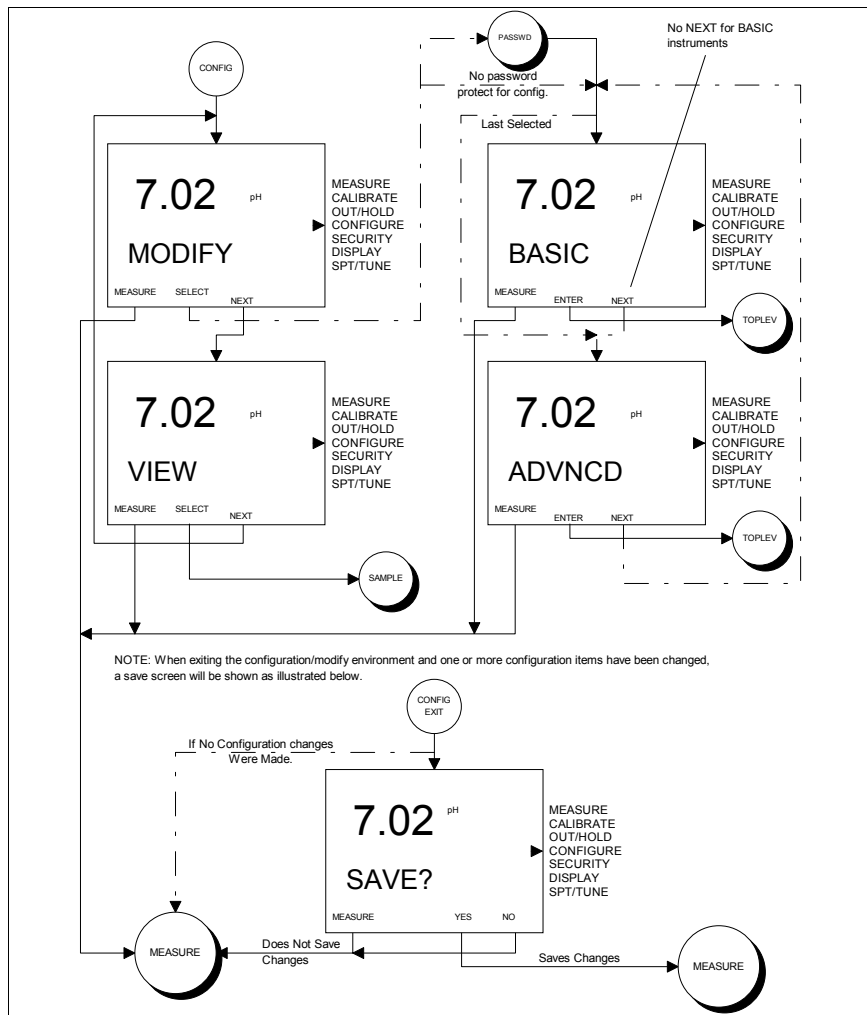 PASSWD
No NEXT for BASIC
instruments
CONFIG
No password
protect for config.
Last Selected
7.02 pH
MODIFY
MEASURE SELECT NEXT
MEASURE
CALIBRATE
OUT/HOLD
CONFIGURE
SECURITY
DISPLAY
SPT/TUNE
7.02 pH
BASIC
MEASURE ENTER NEXT
MEASURE
CALIBRATE
OUT/HOLD
CONFIGURE
SECURITY
DISPLAY
SPT/TUNE
TOPLEV
7.02 pH
VIEW
MEASURE SELECT NEXT
MEASURE
CALIBRATE
OUT/HOLD
CONFIGURE
SECURITY
DISPLAY
SPT/TUNE
SAMPLE
7.02 pH
ADVNCD
MEASURE ENTER NEXT
MEASURE
CALIBRATE
OUT/HOLD
CONFIGURE
SECURITY
DISPLAY
SPT/TUNE
TOPLEV
NOTE: When exiting the configuration/modify environment and one or more configuration items have been changed,
a save screen will be shown as illustrated below.
CONFIG
EXIT
If No Configuration changes
Were Made.
7.02 pH
SAVE?
MEASURE YES NO
MEASURE
CALIBRATE
OUT/HOLD
CONFIGURE
SECURITY
DISPLAY
SPT/TUNE
MEASURE
Does Not Save
Changes
Saves Changes
MEASURE